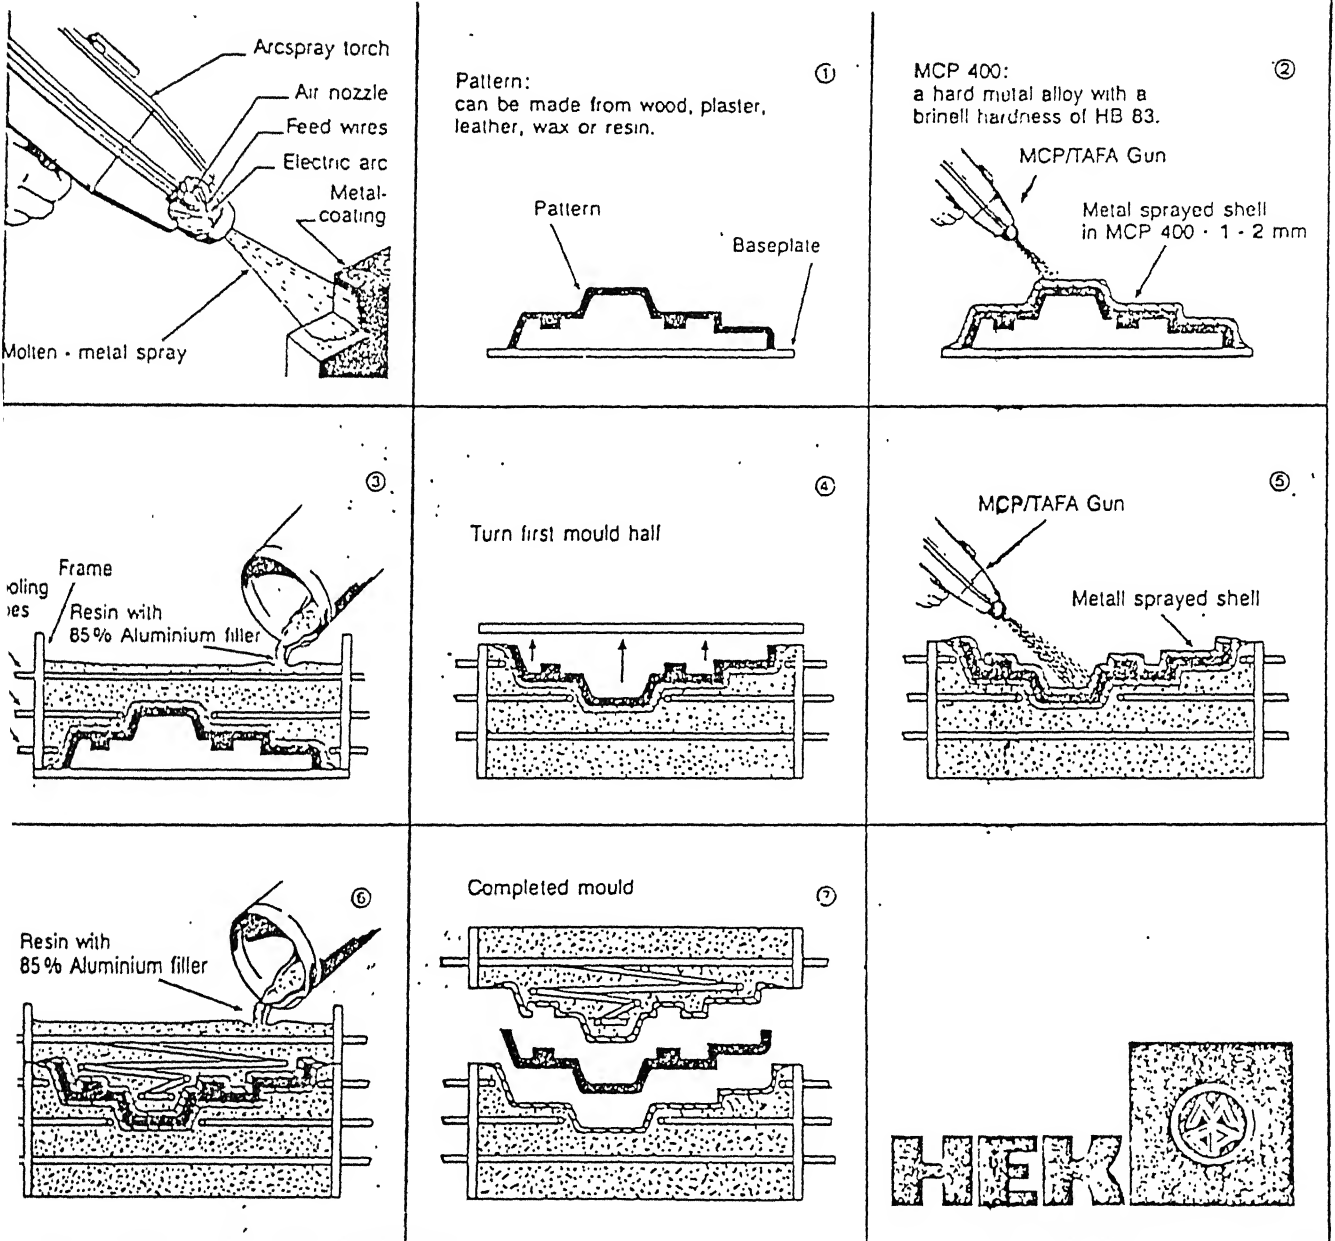 Arcspray torch
Air nozzle
Feed wires
Electric arc
Metal-
coating
Molten - metal spray
①
Pattern:
can be made from wood, plaster,
leather, wax or resin.
Pattern
Baseplate
②
MCP 400:
a hard metal alloy with a
brinell hardness of HB 83.
MCP/TAFA Gun
Metal sprayed shell
in MCP 400 - 1 - 2 mm
③
Frame
ooling
es
Resin with
85% Aluminium filler
④
Turn first mould half
⑤
MCP/TAFA Gun
Metall sprayed shell
⑥
Resin with
85% Aluminium filler
Completed mould
⑦
HEK